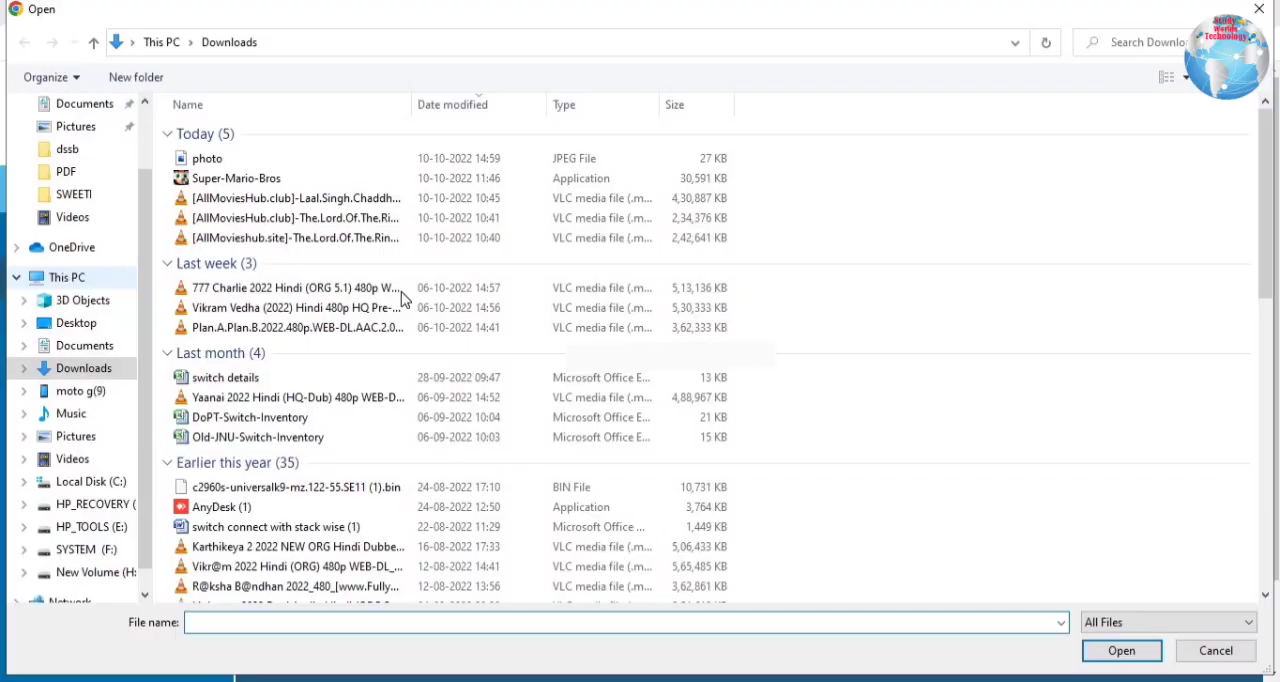 Open
This PC > Downloads
Search Downlo
Study
Worlds
Technology
Organize
New folder
Name Date modified Type Size
Documents
Pictures
dssb
PDF
SWEETI
Videos
OneDrive
This PC
3D Objects
Desktop
Documents
Downloads
moto g(9)
Music
Pictures
Videos
Local Disk (C:)
HP_RECOVERY (
HP_TOOLS (E:)
SYSTEM (F:)
New Volume (H:
Network
Today (5)
photo 10-10-2022 14:59 JPEG File 27 KB
Super-Mario-Bros 10-10-2022 11:46 Application 30,591 KB
[AllMoviesHub.club]-Laal.Singh.Chaddh... 10-10-2022 10:45 VLC media file (.m... 4,30,887 KB
[AllMoviesHub.club]-The.Lord.Of.The.Ri... 10-10-2022 10:41 VLC media file (.m... 2,34,376 KB
[AllMovieshub.site]-The.Lord.Of.The.Rin... 10-10-2022 10:40 VLC media file (.m... 2,42,641 KB
Last week (3)
777 Charlie 2022 Hindi (ORG 5.1) 480p W... 06-10-2022 14:57 VLC media file (.m... 5,13,136 KB
Vikram Vedha (2022) Hindi 480p HQ Pre-... 06-10-2022 14:56 VLC media file (.m... 5,30,333 KB
Plan.A.Plan.B.2022.480p.WEB-DL.AAC.2.0... 06-10-2022 14:41 VLC media file (.m... 3,62,333 KB
Last month (4)
switch details 28-09-2022 09:47 Microsoft Office E... 13 KB
Yaanai 2022 Hindi (HQ-Dub) 480p WEB-D... 06-09-2022 14:52 VLC media file (.m... 4,88,967 KB
DoPT-Switch-Inventory 06-09-2022 10:04 Microsoft Office E... 21 KB
Old-JNU-Switch-Inventory 06-09-2022 10:03 Microsoft Office E... 15 KB
Earlier this year (35)
c2960s-universalk9-mz.122-55.SE11 (1).bin 24-08-2022 17:10 BIN File 10,731 KB
AnyDesk (1) 24-08-2022 12:50 Application 3,764 KB
switch connect with stack wise (1) 22-08-2022 11:29 Microsoft Office ... 1,449 KB
Karthikeya 2 2022 NEW ORG Hindi Dubbe... 16-08-2022 17:33 VLC media file (.m... 5,06,433 KB
Vikr@m 2022 Hindi (ORG) 480p WEB-DL_... 12-08-2022 14:41 VLC media file (.m... 5,65,485 KB
R@ksha B@ndhan 2022_480_[www.Fully... 12-08-2022 13:56 VLC media file (.m... 3,62,861 KB
File name:
All Files
Open
Cancel